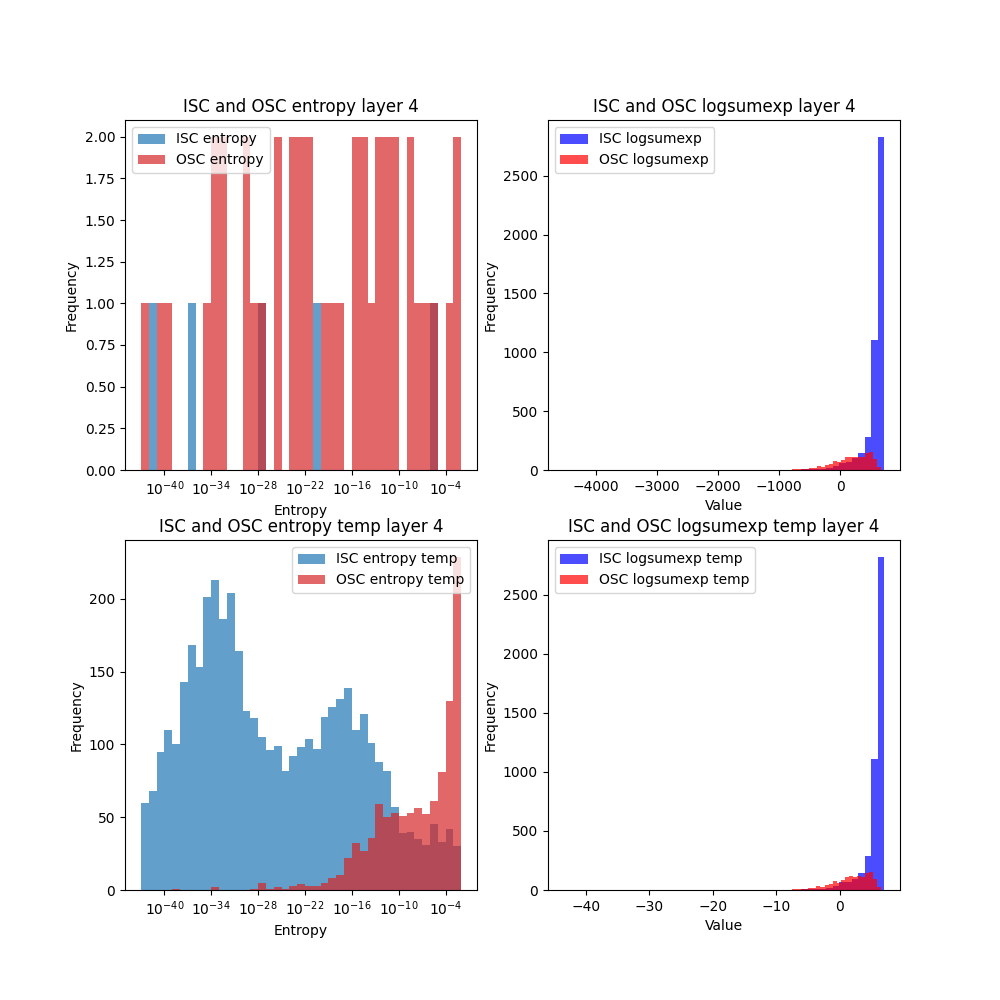 ISC and OSC entropy layer 4
ISC entropy
OSC entropy
2.00
1.75
1.50
1.25
1.00
0.75
0.50
0.25
0.00
Frequency
10^-40 10^-34 10^-28 10^-22 10^-16 10^-10 10^-4
Entropy
ISC and OSC logsumexp layer 4
ISC logsumexp
OSC logsumexp
2500
2000
1500
1000
500
0
Frequency
−4000 −3000 −2000 −1000 0
Value
ISC and OSC entropy temp layer 4
ISC entropy temp
OSC entropy temp
200
150
100
50
0
Frequency
10^-40 10^-34 10^-28 10^-22 10^-16 10^-10 10^-4
Entropy
ISC and OSC logsumexp temp layer 4
ISC logsumexp temp
OSC logsumexp temp
2500
2000
1500
1000
500
0
Frequency
−40 −30 −20 −10 0
Value